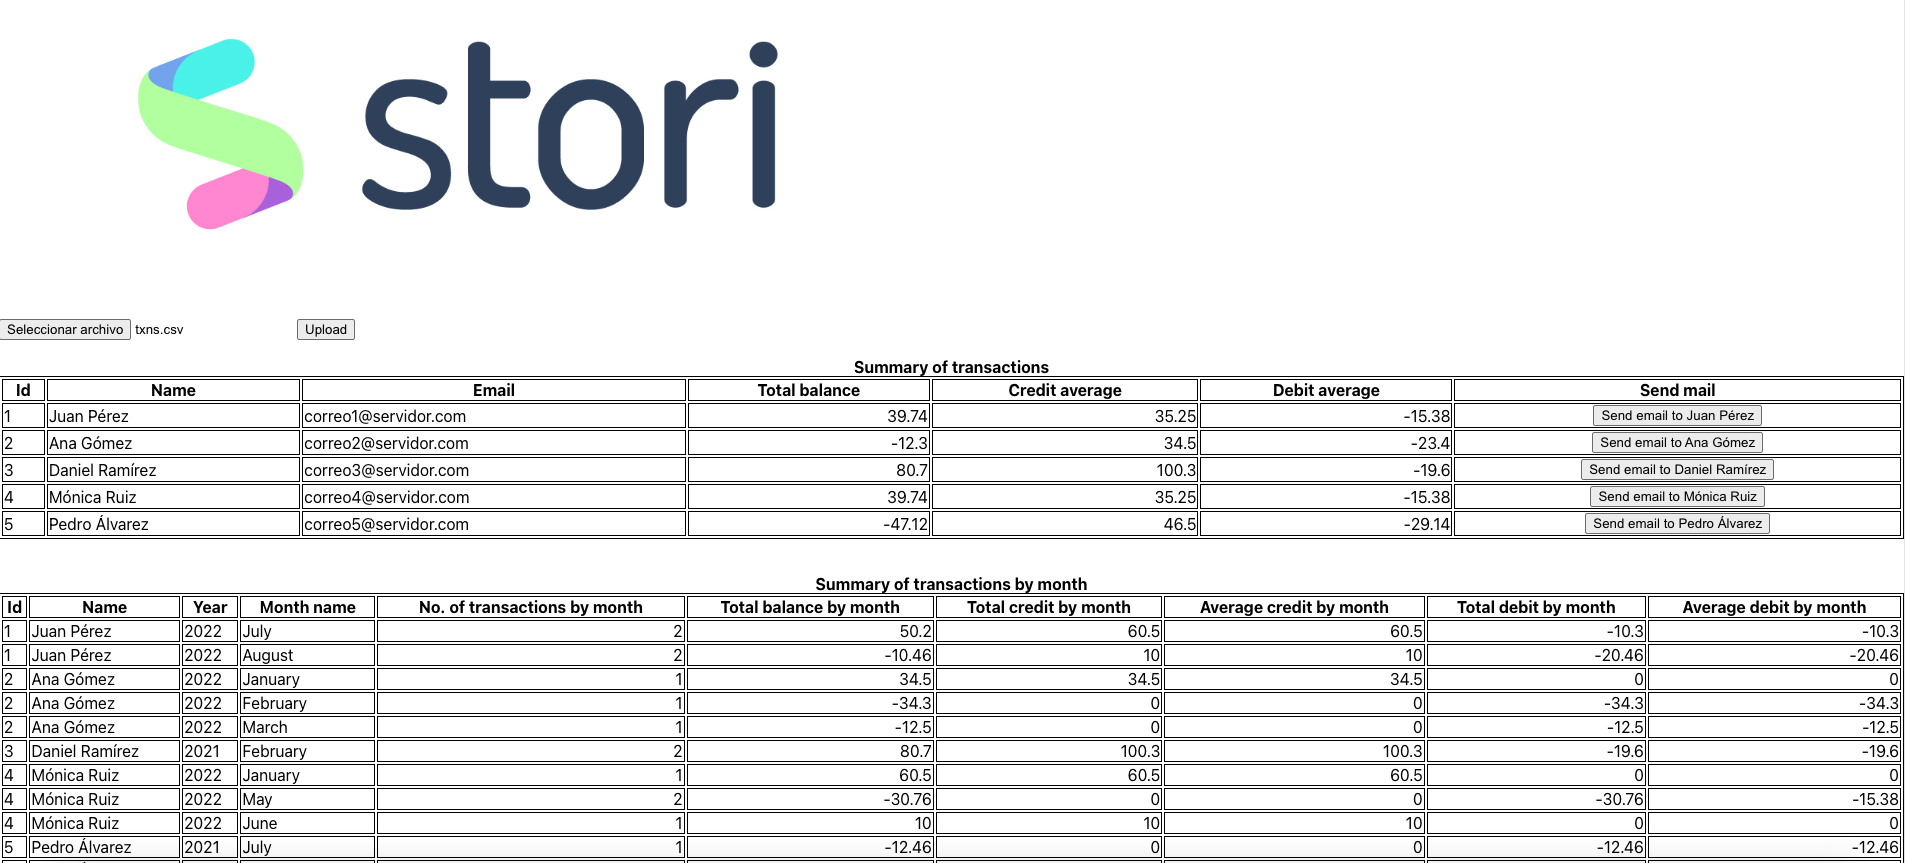 stori
Seleccionar archivo txns.csv Upload
Summary of transactions
Id Name Email Total balance Credit average Debit average Send mail
1 Juan Pérez correo1@servidor.com 39.74 35.25 -15.38 Send email to Juan Pérez
2 Ana Gómez correo2@servidor.com -12.3 34.5 -23.4 Send email to Ana Gómez
3 Daniel Ramírez correo3@servidor.com 80.7 100.3 -19.6 Send email to Daniel Ramírez
4 Mónica Ruiz correo4@servidor.com 39.74 35.25 -15.38 Send email to Mónica Ruiz
5 Pedro Álvarez correo5@servidor.com -47.12 46.5 -29.14 Send email to Pedro Álvarez
Summary of transactions by month
Id Name Year Month name No. of transactions by month Total balance by month Total credit by month Average credit by month Total debit by month Average debit by month
1 Juan Pérez 2022 July 2 50.2 60.5 60.5 -10.3 -10.3
1 Juan Pérez 2022 August 2 -10.46 10 10 -20.46 -20.46
2 Ana Gómez 2022 January 1 34.5 34.5 34.5 0 0
2 Ana Gómez 2022 February 1 -34.3 0 0 -34.3 -34.3
2 Ana Gómez 2022 March 1 -12.5 0 0 -12.5 -12.5
3 Daniel Ramírez 2021 February 2 80.7 100.3 100.3 -19.6 -19.6
4 Mónica Ruiz 2022 January 1 60.5 60.5 60.5 0 0
4 Mónica Ruiz 2022 May 2 -30.76 0 0 -30.76 -15.38
4 Mónica Ruiz 2022 June 1 10 10 10 0 0
5 Pedro Álvarez 2021 July 1 -12.46 0 0 -12.46 -12.46